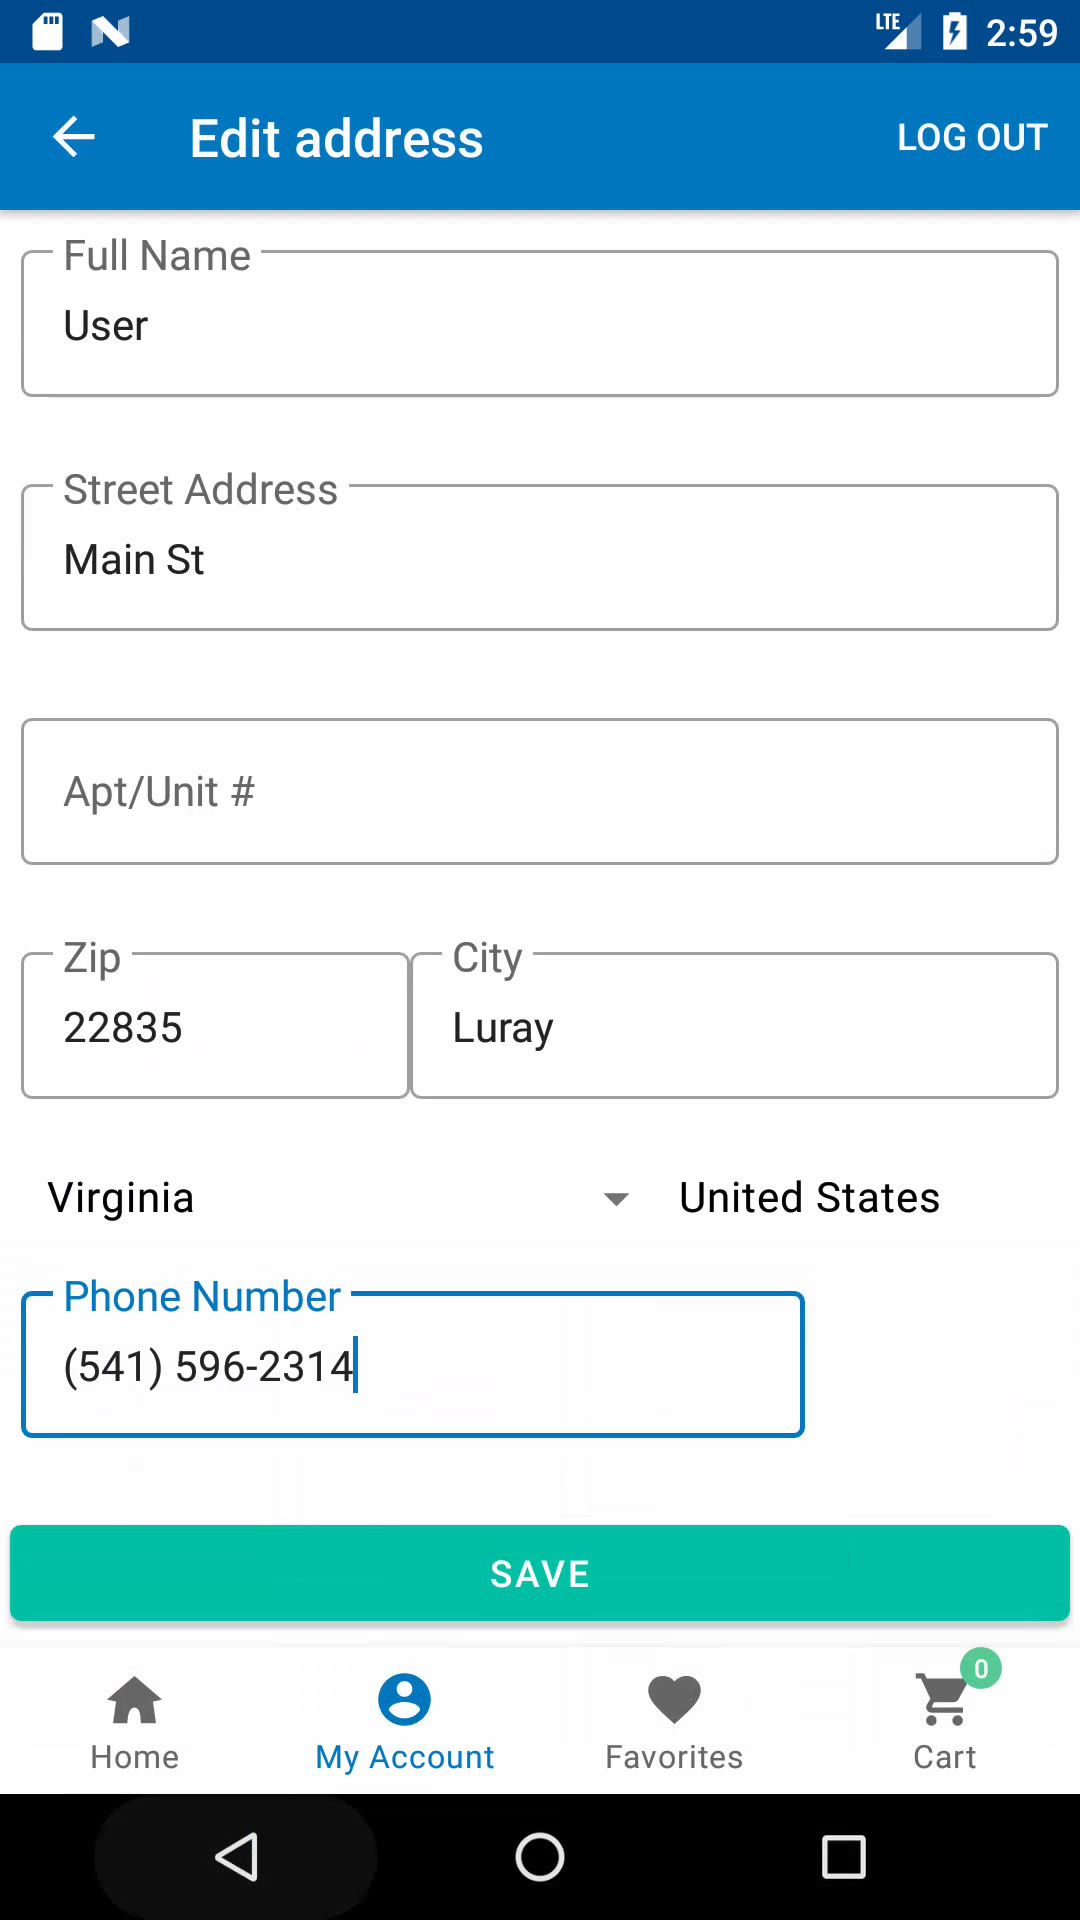 LTE 2:59
Edit address LOG OUT
Full Name
User
Street Address
Main St
Apt/Unit #
Zip City
22835 Luray
Virginia United States
Phone Number
(541) 596-2314
SAVE
0
Home My Account Favorites Cart